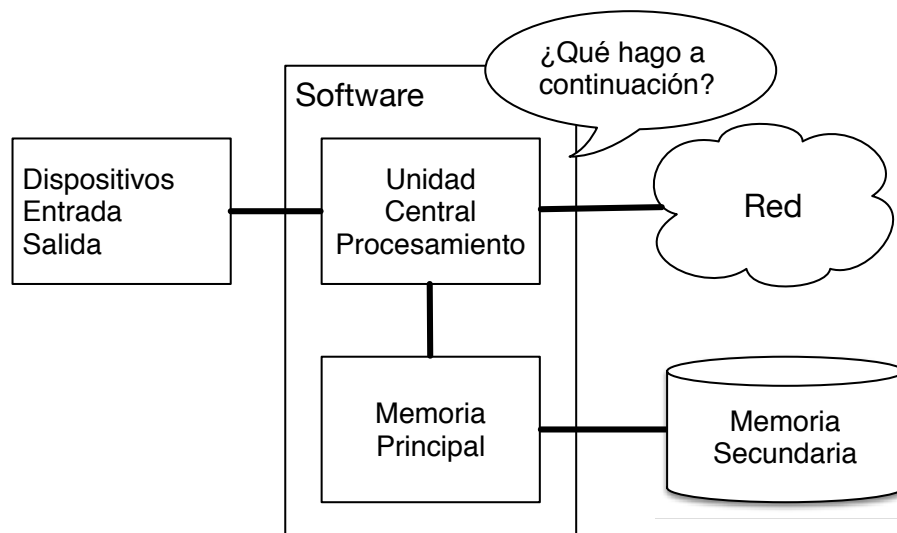 ¿Qué hago a
continuación?
Software
Dispositivos
Entrada
Salida
Unidad
Central
Procesamiento
Red
Memoria
Principal
Memoria
Secundaria